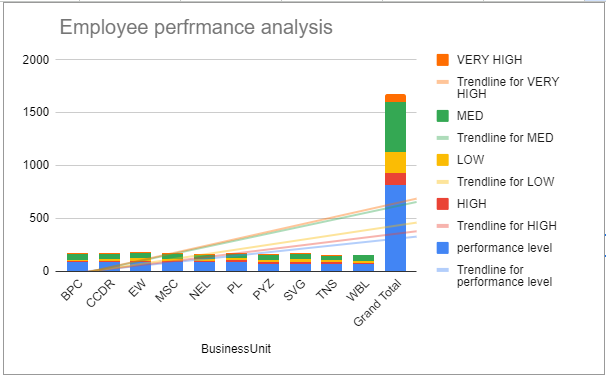 Employee perfrmance analysis
2000
1500
1000
500
0
BPC
CCDR
EW
MSC
NEL
PL
PYZ
SVG
TNS
WBL
Grand Total
BusinessUnit
VERY HIGH
Trendline for VERY
HIGH
MED
Trendline for MED
LOW
Trendline for LOW
HIGH
Trendline for HIGH
performance level
Trendline for
performance level